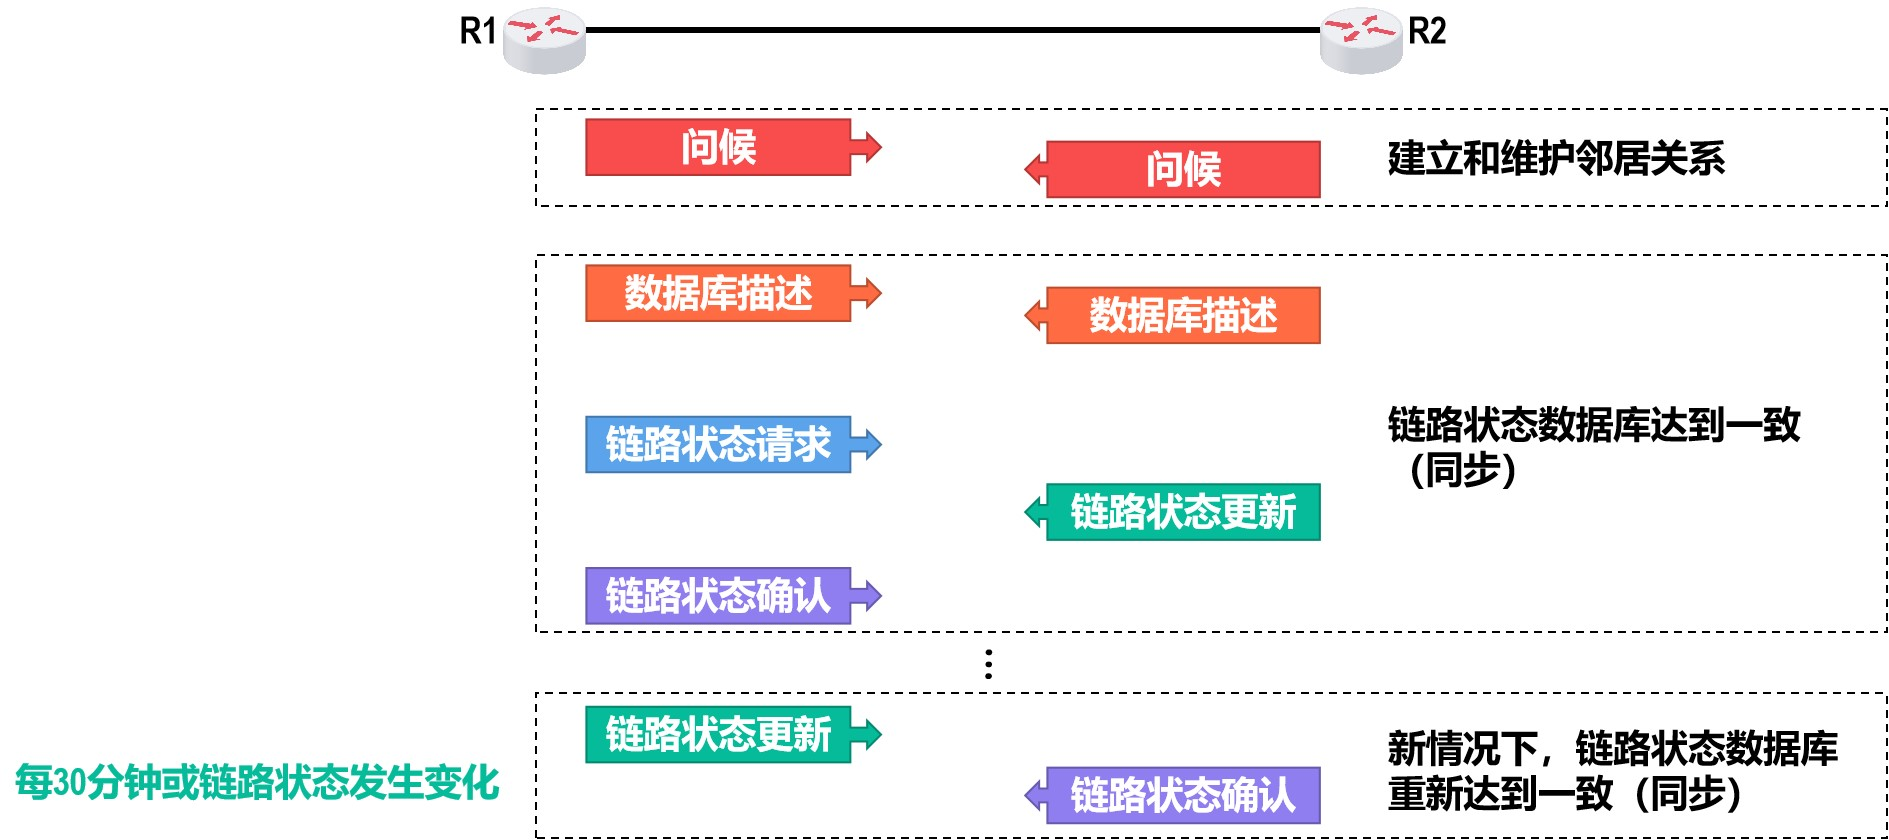 R1
R2
问候
问候
建立和维护邻居关系
数据库描述
数据库描述
链路状态请求
链路状态数据库达到一致
（同步）
链路状态更新
链路状态确认
链路状态更新
新情况下，链路状态数据库
重新达到一致（同步）
每30分钟或链路状态发生变化
链路状态确认